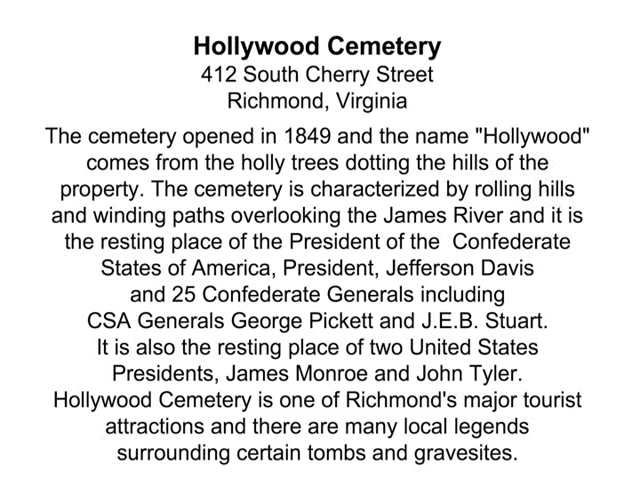 Hollywood Cemetery
412 South Cherry Street
Richmond, Virginia
The cemetery opened in 1849 and the name "Hollywood"
comes from the holly trees dotting the hills of the
property. The cemetery is characterized by rolling hills
and winding paths overlooking the James River and it is
the resting place of the President of the  Confederate
States of America, President, Jefferson Davis
and 25 Confederate Generals including
CSA Generals George Pickett and J.E.B. Stuart.
It is also the resting place of two United States
Presidents, James Monroe and John Tyler.
Hollywood Cemetery is one of Richmond's major tourist
attractions and there are many local legends
surrounding certain tombs and gravesites.